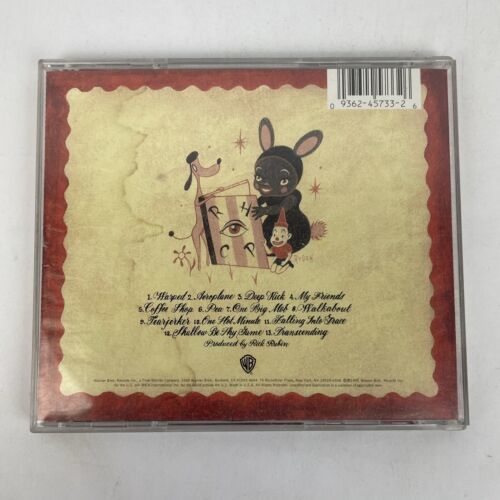 0 9362-45733-2 6
R H
C P
RYDEN
1.Warped 2.Aeroplane 3.Deep Kick 4.My Friends
5.Coffee Shop 6.Pea 7.One Big Mob 8.Walkabout
9.Tearjerker 10.One Hot Minute 11.Falling Into Grace
12.Shallow Be Thy Game 13.Transcending
Produced by Rick Rubin
WB